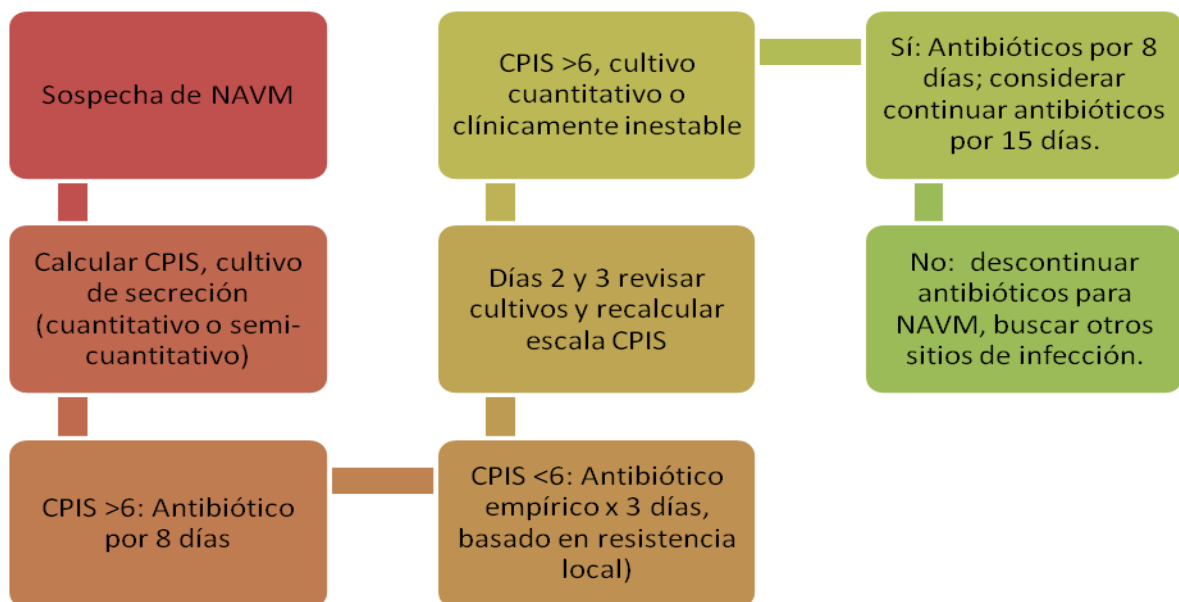 Sospecha de NAVM
Calcular CPIS, cultivo
de secreción
(cuantitativo o semi-
cuantitativo)
CPIS >6: Antibiótico
por 8 días
CPIS <6: Antibiótico
empírico x 3 días,
basado en resistencia
local)
Días 2 y 3 revisar
cultivos y recalcular
escala CPIS
CPIS >6, cultivo
cuantitativo o
clínicamente inestable
Sí: Antibióticos por 8
días; considerar
continuar antibióticos
por 15 días.
No:  descontinuar
antibióticos para
NAVM, buscar otros
sitios de infección.